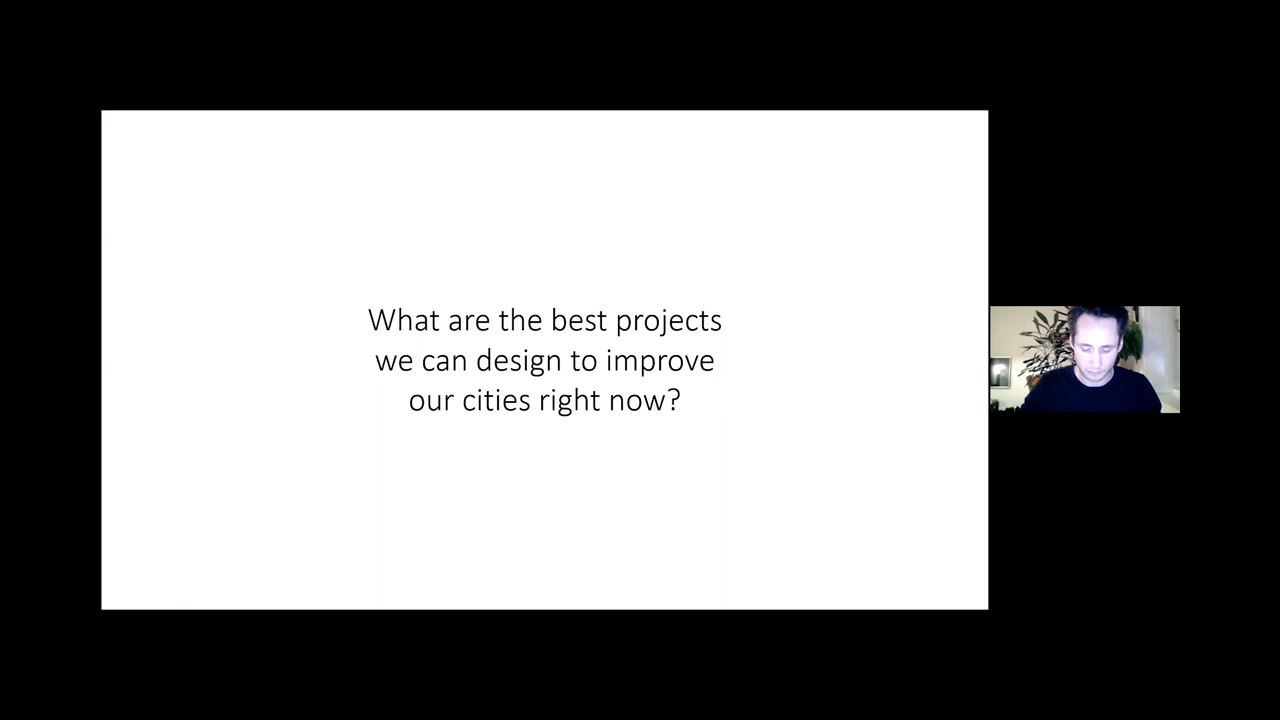 What are the best projects
we can design to improve
our cities right now?